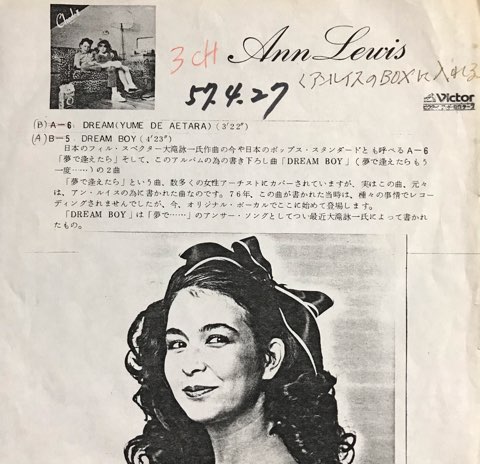 Cheek
3CH
Ann Lewis
<アンルイスのBOXに入れる
57.4.27
Victor
(B) A-6. DREAM(YUME DE AETARA) (3'22")
(A) B-5 DREAM BOY (4'23")
日本のフィル・スペクター大滝詠一氏作曲の今や日本のポップス・スタンダードとも呼べるA-6
「夢で逢えたら」そして、このアルバムの為の書き下ろし曲「DREAM BOY」(夢で逢えたらもう
一度……)の2曲
「夢で逢えたら」という曲、数多くの女性アーチストにカバーされていますが、実はこの曲、元々
は、アン・ルイスの為に書かれた曲なのです。'76年、この曲が書かれた当時は、種々の事情でレコー
ディングされませんでしたが、今、オリジナル・ボーカルでここに始めて登場します。
「DREAM BOY」は「夢で……」のアンサー・ソングとしてつい最近大滝詠一氏によって書かれ
たもの。